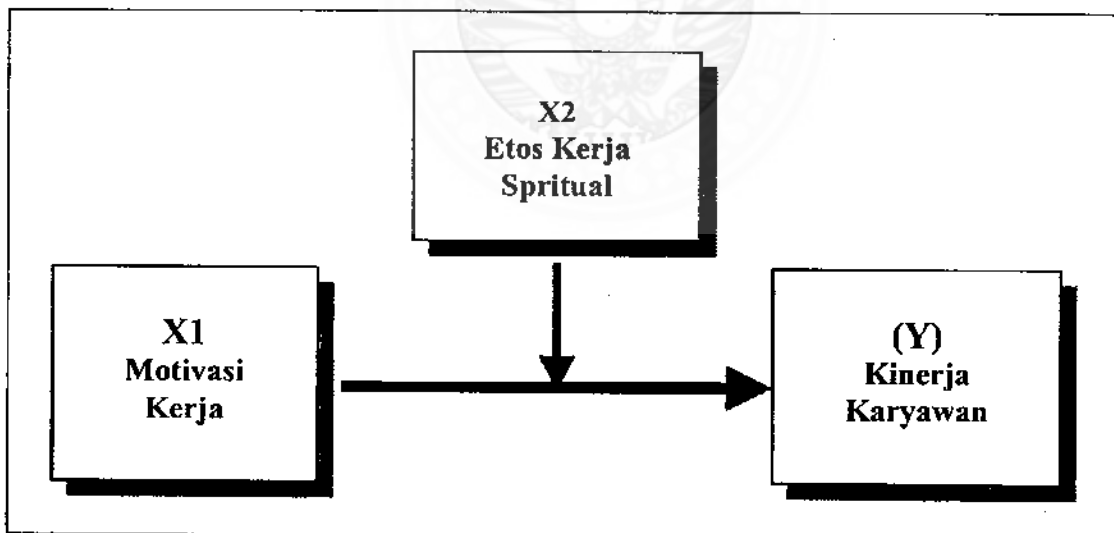 X2
Etos Kerja
Spritual
X1
Motivasi
Kerja
(Y)
Kinerja
Karyawan